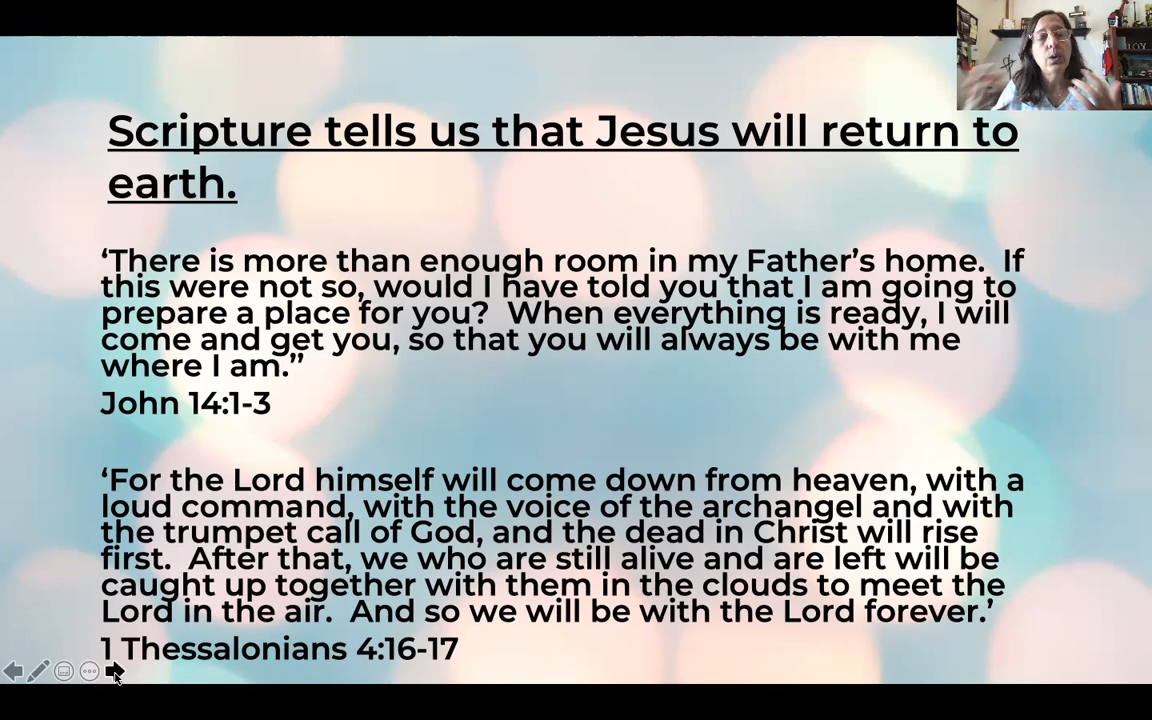 Scripture tells us that Jesus will return to
earth.
‘There is more than enough room in my Father’s home.  If
this were not so, would I have told you that I am going to
prepare a place for you?  When everything is ready, I will
come and get you, so that you will always be with me
where I am.”
John 14:1-3
‘For the Lord himself will come down from heaven, with a
loud command, with the voice of the archangel and with
the trumpet call of God, and the dead in Christ will rise
first.  After that, we who are still alive and are left will be
caught up together with them in the clouds to meet the
Lord in the air.  And so we will be with the Lord forever.’
1 Thessalonians 4:16-17